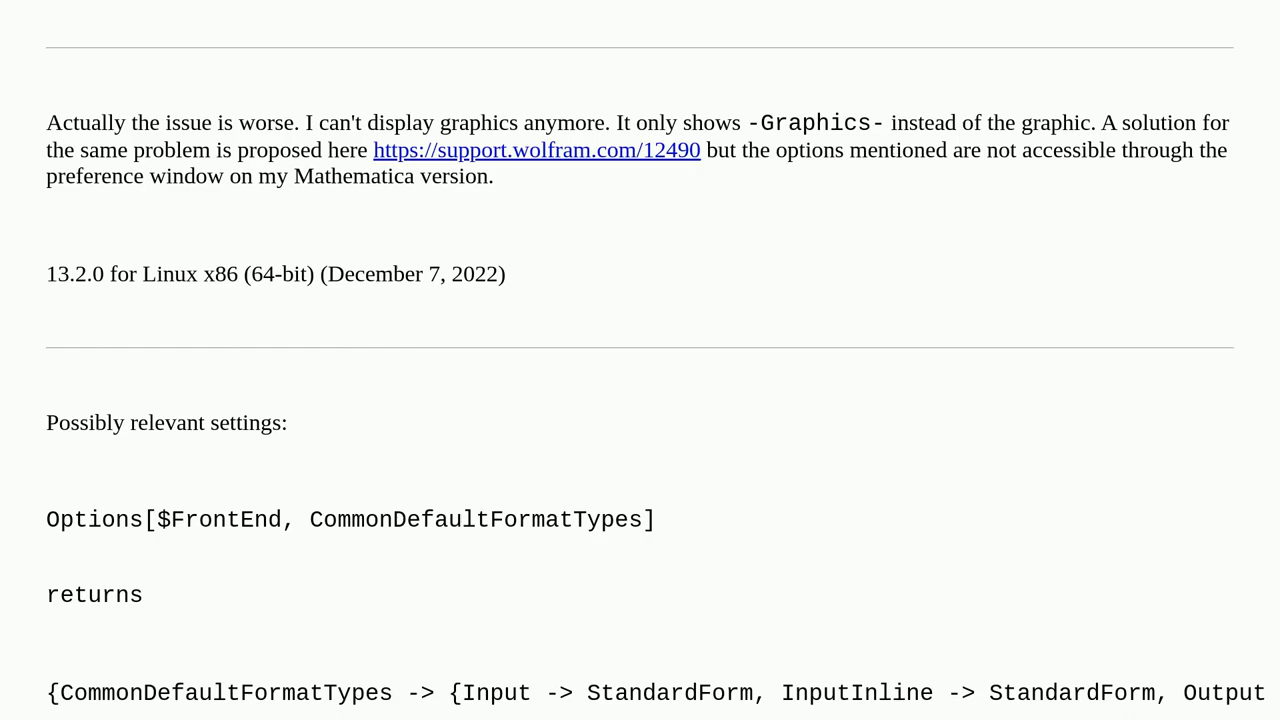 Actually the issue is worse. I can't display graphics anymore. It only shows -Graphics- instead of the graphic. A solution for
the same problem is proposed here https://support.wolfram.com/12490 but the options mentioned are not accessible through the
preference window on my Mathematica version.
13.2.0 for Linux x86 (64-bit) (December 7, 2022)
Possibly relevant settings:
Options[$FrontEnd, CommonDefaultFormatTypes]
returns
{CommonDefaultFormatTypes -> {Input -> StandardForm, InputInline -> StandardForm, Output